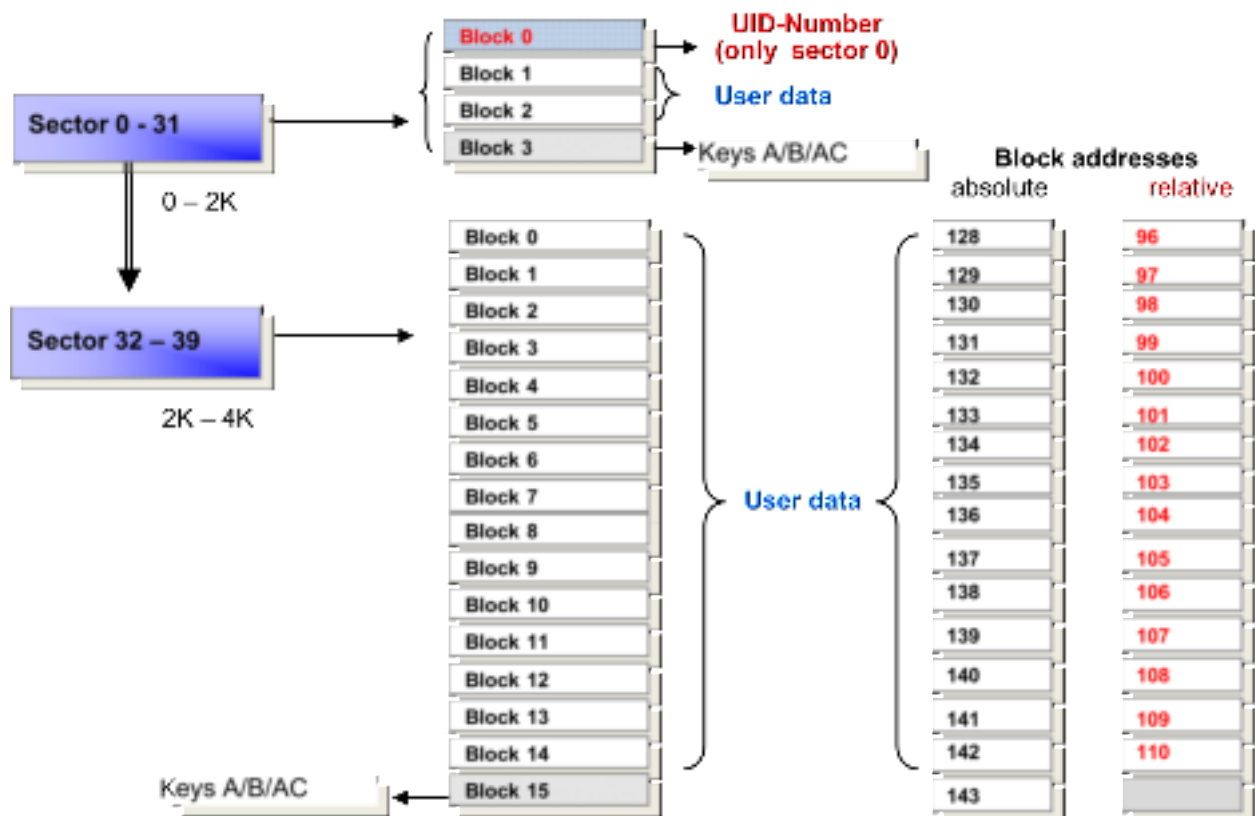 Block 0
UID-Number
(only sector 0)
Block 1
User data
Block 2
Sector 0 - 31
Block 3
Keys A/B/AC
0 – 2K
Block addresses
absolute
relative
Sector 32 – 39
2K – 4K
Block 0
Block 1
Block 2
Block 3
Block 4
Block 5
Block 6
Block 7
Block 8
Block 9
Block 10
Block 11
Block 12
Block 13
Block 14
Block 15
Keys A/B/AC
User data
128
129
130
131
132
133
134
135
136
137
138
139
140
141
142
143
96
97
98
99
100
101
102
103
104
105
106
107
108
109
110